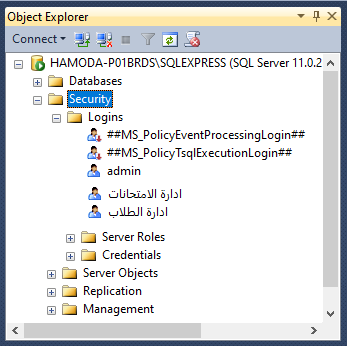 Object Explorer
Connect
HAMODA-P01BRDS\SQLEXPRESS (SQL Server 11.0.2
Databases
Security
Logins
##MS_PolicyEventProcessingLogin##
##MS_PolicyTsqlExecutionLogin##
admin
ادارة الامتحانات
ادارة الطلاب
Server Roles
Credentials
Server Objects
Replication
Management